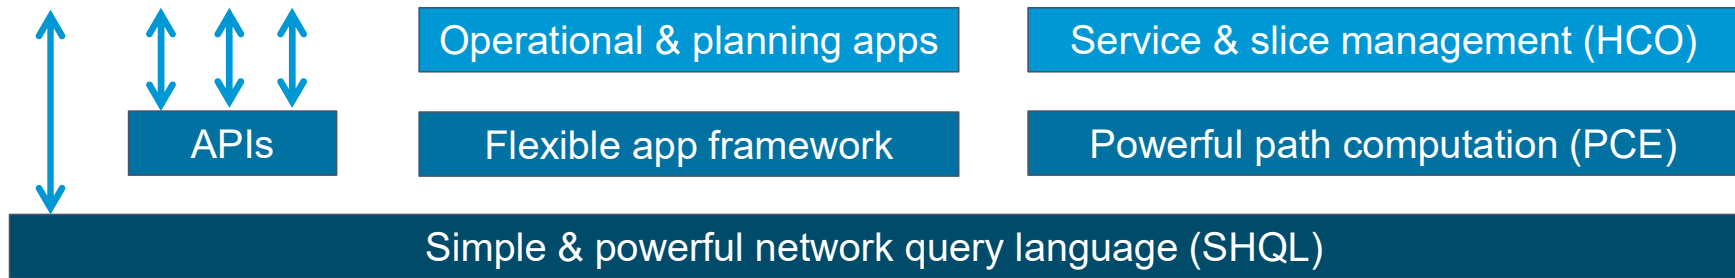 Operational & planning apps
Service & slice management (HCO)
APIs
Flexible app framework
Powerful path computation (PCE)
Simple & powerful network query language (SHQL)